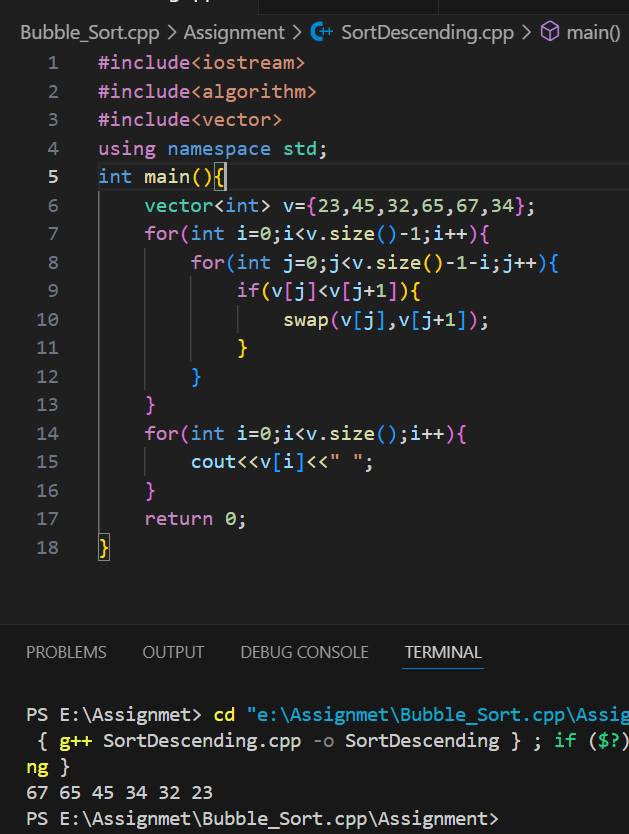 Bubble_Sort.cpp > Assignment > SortDescending.cpp > main()
1 #include<iostream>
2 #include<algorithm>
3 #include<vector>
4 using namespace std;
5 int main(){
6 vector<int> v={23,45,32,65,67,34};
7 for(int i=0;i<v.size()-1;i++){
8 for(int j=0;j<v.size()-1-i;j++){
9 if(v[j]<v[j+1]){
10 swap(v[j],v[j+1]);
11 }
12 }
13 }
14 for(int i=0;i<v.size();i++){
15 cout<<v[i]<<" ";
16 }
17 return 0;
18 }
PROBLEMS OUTPUT DEBUG CONSOLE TERMINAL
PS E:\Assignmet> cd "e:\Assignmet\Bubble_Sort.cpp\Assig
{ g++ SortDescending.cpp -o SortDescending } ; if ($?)
ng }
67 65 45 34 32 23
PS E:\Assignmet\Bubble_Sort.cpp\Assignment>